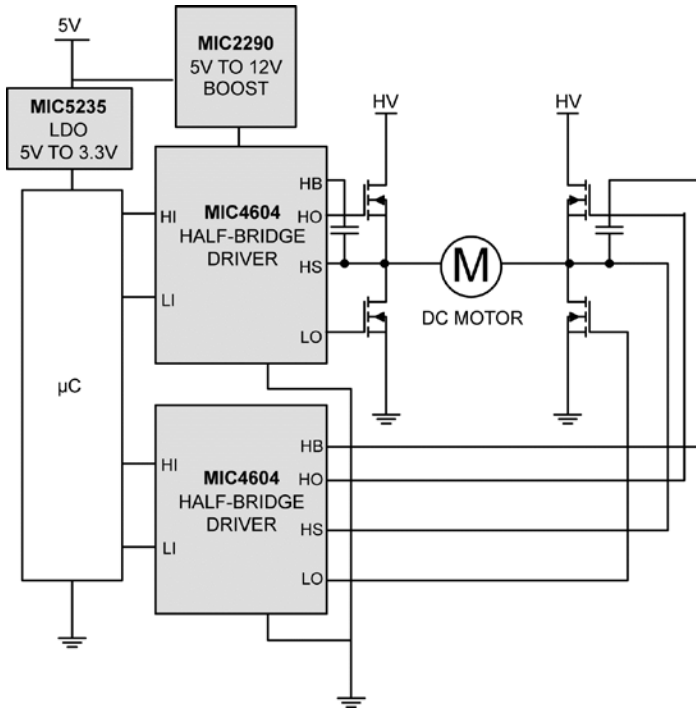 5V
MIC2290
5V TO 12V
BOOST
MIC5235
LDO
5V TO 3.3V
HV
HV
HB
HI
MIC4604
HO
HALF-BRIDGE
DRIVER
HS
M
LI
DC MOTOR
LO
µC
HB
HI
MIC4604
HO
HALF-BRIDGE
DRIVER
HS
LI
LO